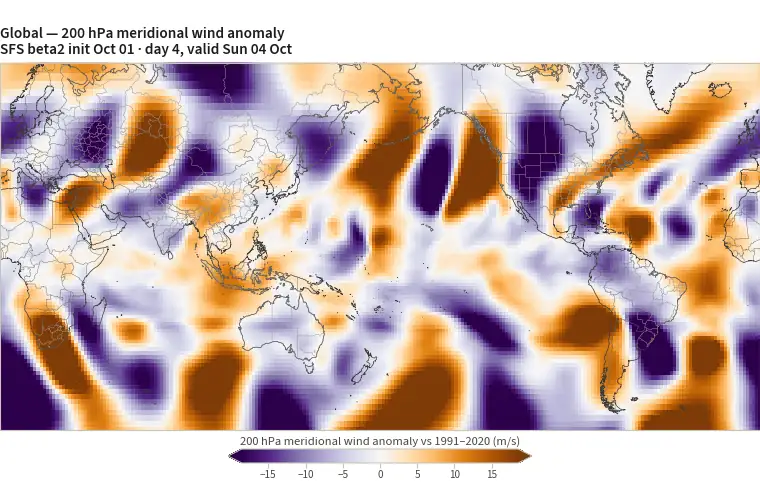 Global — 200 hPa meridional wind anomaly
SFS beta2 init Oct 01 · day 4, valid Sun 04 Oct
200 hPa meridional wind anomaly vs 1991–2020 (m/s)
−15 −10 −5 0 5 10 15